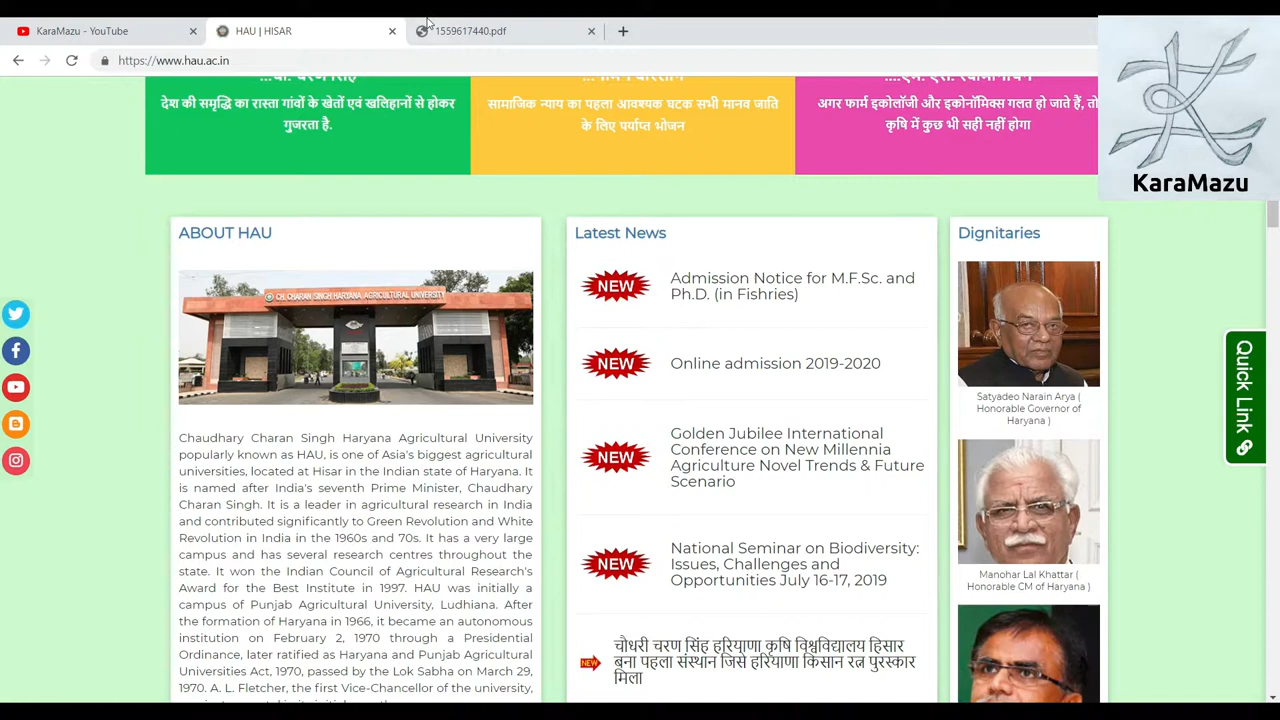 KaraMazu - YouTube
HAU | HISAR
1559617440.pdf
https://www.hau.ac.in
देश की समृद्धि का रास्ता गांवों के खेतों एवं खलिहानों से होकर
गुजरता है.
सामाजिक न्याय का पहला आवश्यक घटक सभी मानव जाति
के लिए पर्याप्त भोजन
अगर फार्म इकोलॉजी और इकोनॉमिक्स गलत हो जाते हैं, तो
कृषि में कुछ भी सही नहीं होगा
KaraMazu
ABOUT HAU
CH. CHARAN SINGH HARYANA AGRICULTURAL UNIVERSITY
Chaudhary Charan Singh Haryana Agricultural University
popularly known as HAU, is one of Asia's biggest agricultural
universities, located at Hisar in the Indian state of Haryana. It
is named after India's seventh Prime Minister, Chaudhary
Charan Singh. It is a leader in agricultural research in India
and contributed significantly to Green Revolution and White
Revolution in India in the 1960s and 70s. It has a very large
campus and has several research centres throughout the
state. It won the Indian Council of Agricultural Research's
Award for the Best Institute in 1997. HAU was initially a
campus of Punjab Agricultural University, Ludhiana. After
the formation of Haryana in 1966, it became an autonomous
institution on February 2, 1970 through a Presidential
Ordinance, later ratified as Haryana and Punjab Agricultural
Universities Act, 1970, passed by the Lok Sabha on March 29,
1970. A. L. Fletcher, the first Vice-Chancellor of the university,
Latest News
NEW
Admission Notice for M.F.Sc. and
Ph.D. (in Fishries)
NEW
Online admission 2019-2020
NEW
Golden Jubilee International
Conference on New Millennia
Agriculture Novel Trends & Future
Scenario
NEW
National Seminar on Biodiversity:
Issues, Challenges and
Opportunities July 16-17, 2019
NEW
चौधरी चरण सिंह हरियाणा कृषि विश्वविद्यालय हिसार
बना पहला संस्थान जिसे हरियाणा किसान रत्न पुरस्कार
मिला
Dignitaries
Satyadeo Narain Arya (
Honorable Governor of
Haryana )
Manohar Lal Khattar (
Honorable CM of Haryana )
Quick Link